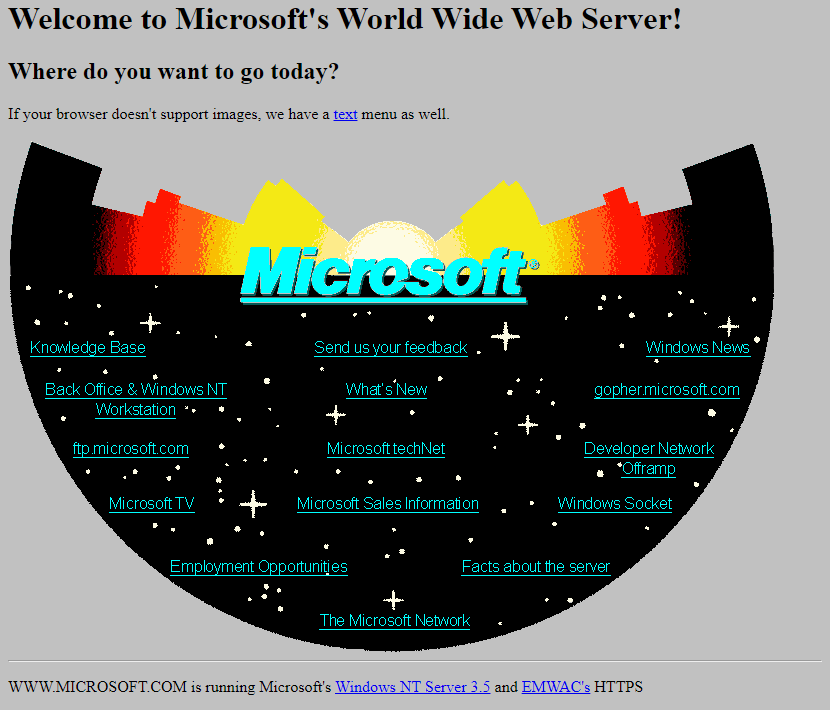 Welcome to Microsoft's World Wide Web Server!
Where do you want to go today?
If your browser doesn't support images, we have a text menu as well.
Microsoft®
Knowledge Base
Send us your feedback
Windows News
Back Office & Windows NT
Workstation
What's New
gopher.microsoft.com
ftp.microsoft.com
Microsoft techNet
Developer Network
Offramp
Microsoft TV
Microsoft Sales Information
Windows Socket
Employment Opportunities
Facts about the server
The Microsoft Network
WWW.MICROSOFT.COM is running Microsoft's Windows NT Server 3.5 and EMWAC's HTTPS